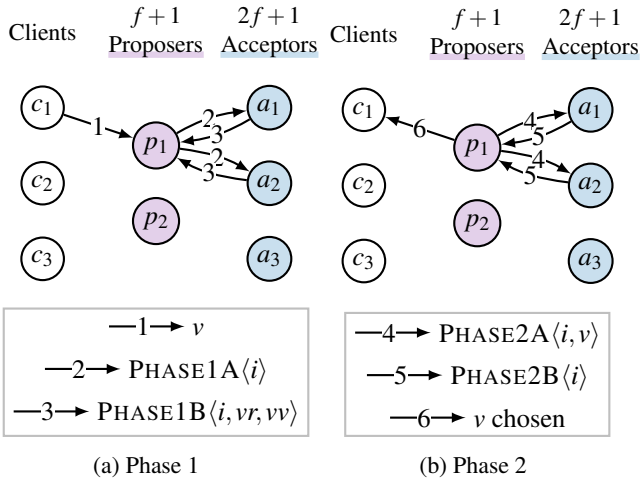 Clients
f + 1
Proposers
2f + 1
Acceptors
c1
c2
c3
p1
p2
a1
a2
a3
1
2
3
2
3
1 v
2 PHASE1A⟨i⟩
3 PHASE1B⟨i, vr, vv⟩
(a) Phase 1
Clients
f + 1
Proposers
2f + 1
Acceptors
c1
c2
c3
p1
p2
a1
a2
a3
6
4
5
4
5
4 PHASE2A⟨i, v⟩
5 PHASE2B⟨i⟩
6 v chosen
(b) Phase 2